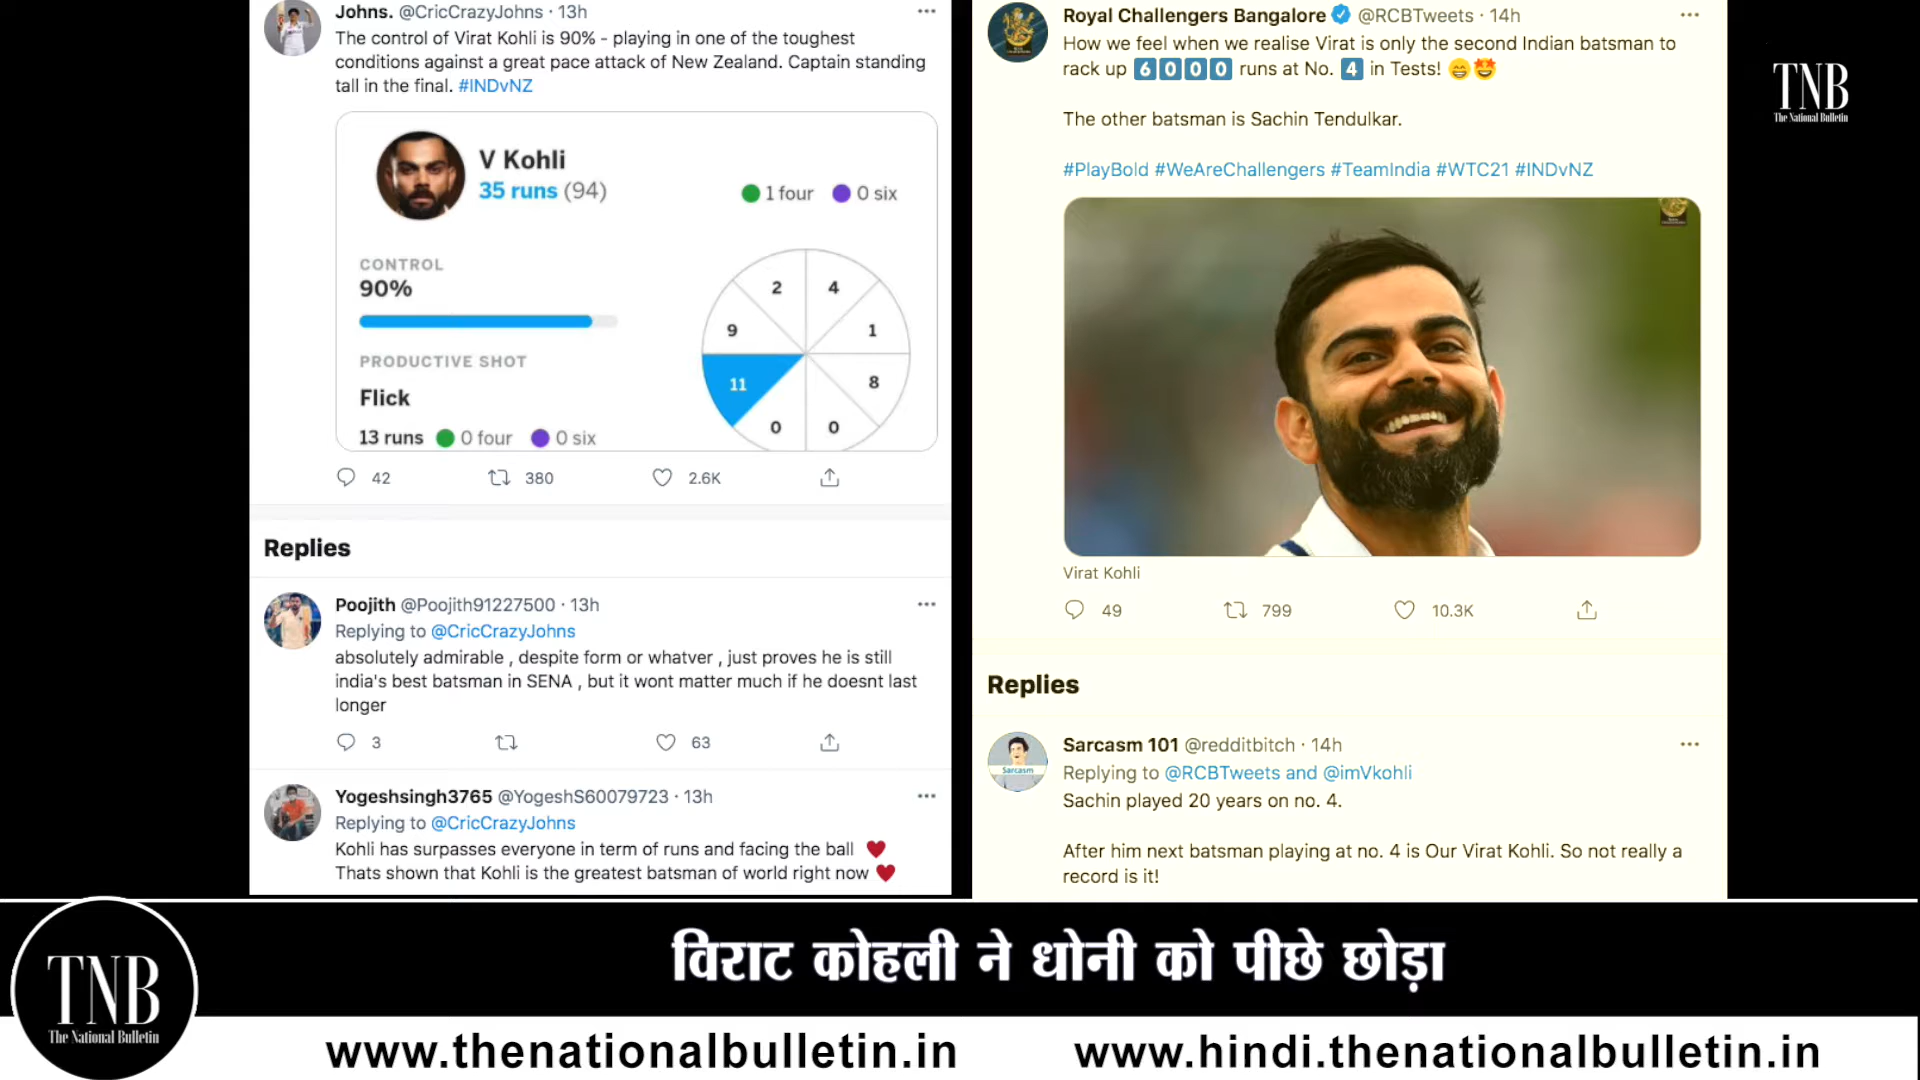 Johns. @CricCrazyJohns · 13h
The control of Virat Kohli is 90% - playing in one of the toughest
conditions against a great pace attack of New Zealand. Captain standing
tall in the final. #INDvNZ
V Kohli
35 runs (94)
1 four 0 six
CONTROL
90%
PRODUCTIVE SHOT
Flick
13 runs 0 four 0 six
2 4
9 1
11 8
0 0
42 380 2.6K
Replies
Poojith @Poojith91227500 · 13h
Replying to @CricCrazyJohns
absolutely admirable , despite form or whatver , just proves he is still
india's best batsman in SENA , but it wont matter much if he doesnt last
longer
3 63
Yogeshsingh3765 @YogeshS60079723 · 13h
Replying to @CricCrazyJohns
Kohli has surpasses everyone in term of runs and facing the ball ♥
Thats shown that Kohli is the greatest batsman of world right now ♥
Royal Challengers Bangalore @RCBTweets · 14h
How we feel when we realise Virat is only the second Indian batsman to
rack up 6000 runs at No. 4 in Tests! 😁🤩
The other batsman is Sachin Tendulkar.
#PlayBold #WeAreChallengers #TeamIndia #WTC21 #INDvNZ
Virat Kohli
49 799 10.3K
Replies
Sarcasm
Sarcasm 101 @redditbitch · 14h
Replying to @RCBTweets and @imVkohli
Sachin played 20 years on no. 4.
After him next batsman playing at no. 4 is Our Virat Kohli. So not really a
record is it!
TNB
The National Bulletin
विराट कोहली ने धोनी को पीछे छोड़ा
TNB
The National Bulletin
www.thenationalbulletin.in www.hindi.thenationalbulletin.in